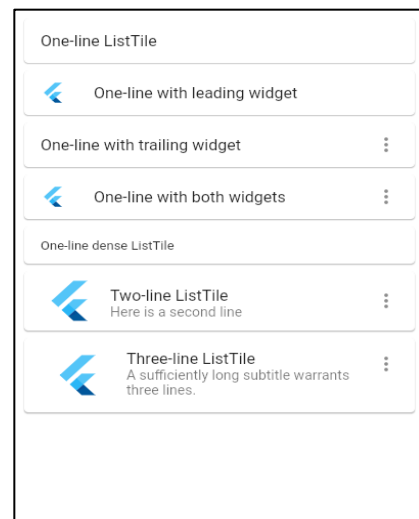 One-line ListTile
One-line with leading widget
One-line with trailing widget
One-line with both widgets
One-line dense ListTile
Two-line ListTile
Here is a second line
Three-line ListTile
A sufficiently long subtitle warrants
three lines.